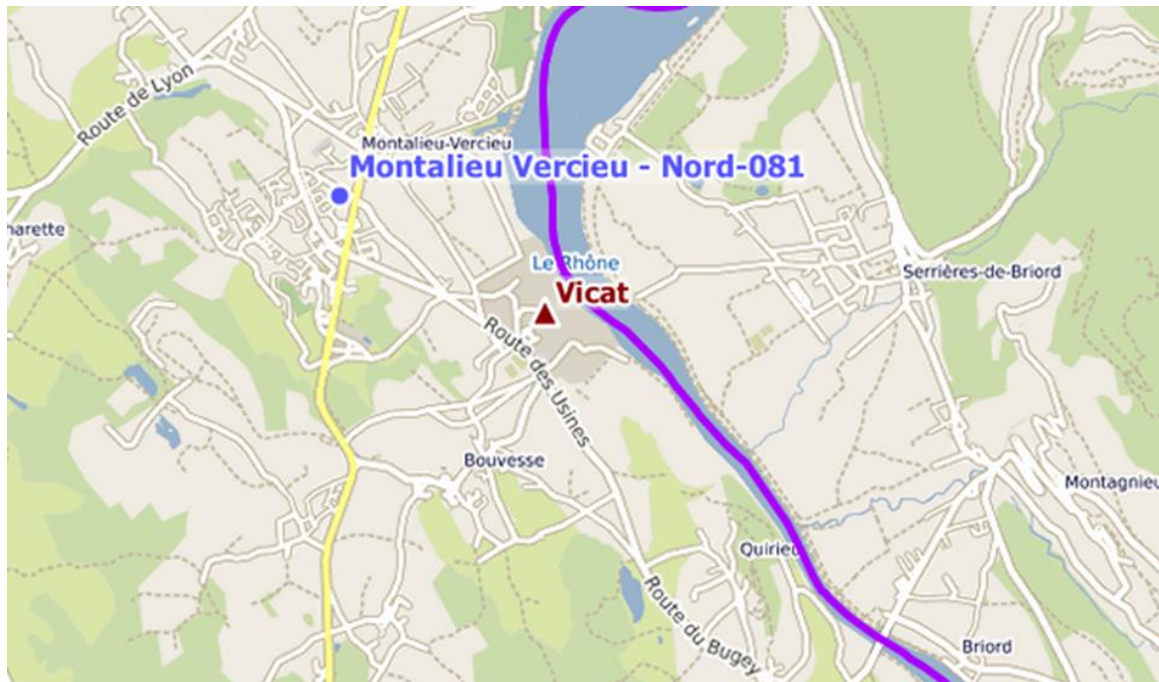 Route de Lyon
Montalieu-Vercieu
Montalieu Vercieu - Nord-081
harette
Le Rhône
Serrières-de-Briord
Vicat
Route des Usines
Bouvesse
Montagnieu
Quirieu
Route du Bugey
Briord